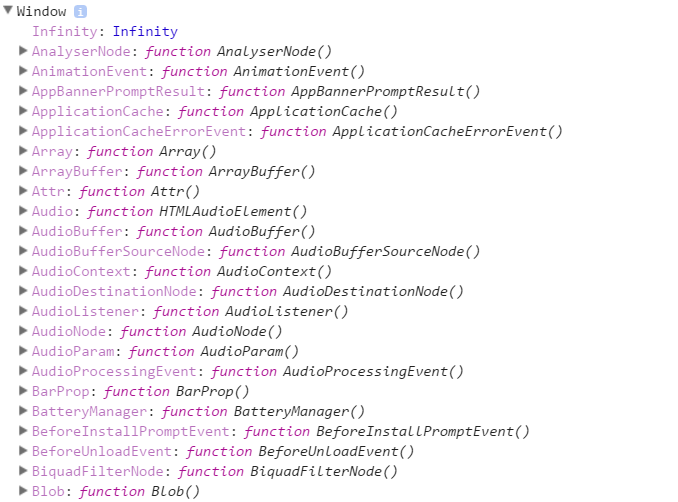 Window i
Infinity: Infinity
AnalyserNode: function AnalyserNode()
AnimationEvent: function AnimationEvent()
AppBannerPromptResult: function AppBannerPromptResult()
ApplicationCache: function ApplicationCache()
ApplicationCacheErrorEvent: function ApplicationCacheErrorEvent()
Array: function Array()
ArrayBuffer: function ArrayBuffer()
Attr: function Attr()
Audio: function HTMLAudioElement()
AudioBuffer: function AudioBuffer()
AudioBufferSourceNode: function AudioBufferSourceNode()
AudioContext: function AudioContext()
AudioDestinationNode: function AudioDestinationNode()
AudioListener: function AudioListener()
AudioNode: function AudioNode()
AudioParam: function AudioParam()
AudioProcessingEvent: function AudioProcessingEvent()
BarProp: function BarProp()
BatteryManager: function BatteryManager()
BeforeInstallPromptEvent: function BeforeInstallPromptEvent()
BeforeUnloadEvent: function BeforeUnloadEvent()
BiquadFilterNode: function BiquadFilterNode()
Blob: function Blob()